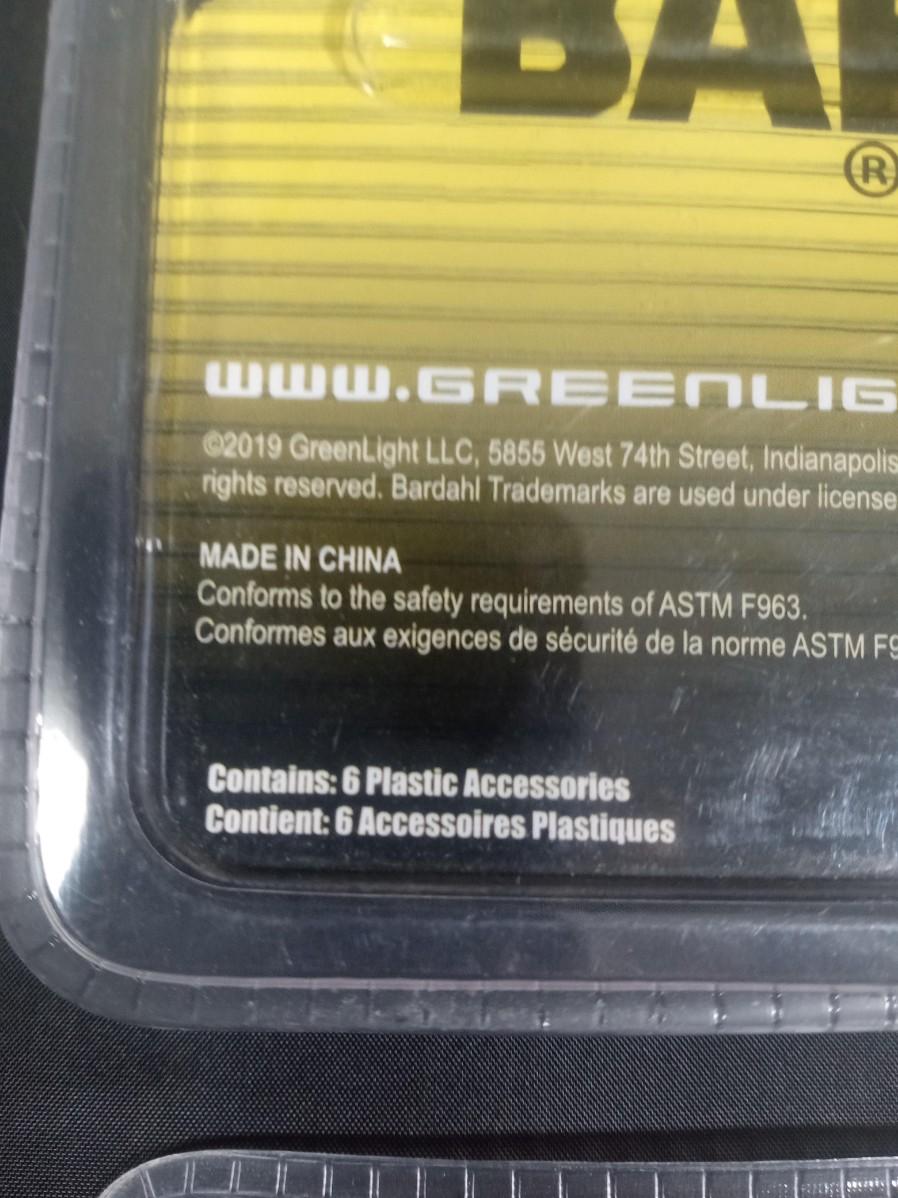 BA
®
www.GREENLIG
©2019 GreenLight LLC, 5855 West 74th Street, Indianapolis
rights reserved. Bardahl Trademarks are used under license
MADE IN CHINA
Conforms to the safety requirements of ASTM F963.
Conformes aux exigences de sécurité de la norme ASTM F9
Contains: 6 Plastic Accessories
Contient: 6 Accessoires Plastiques